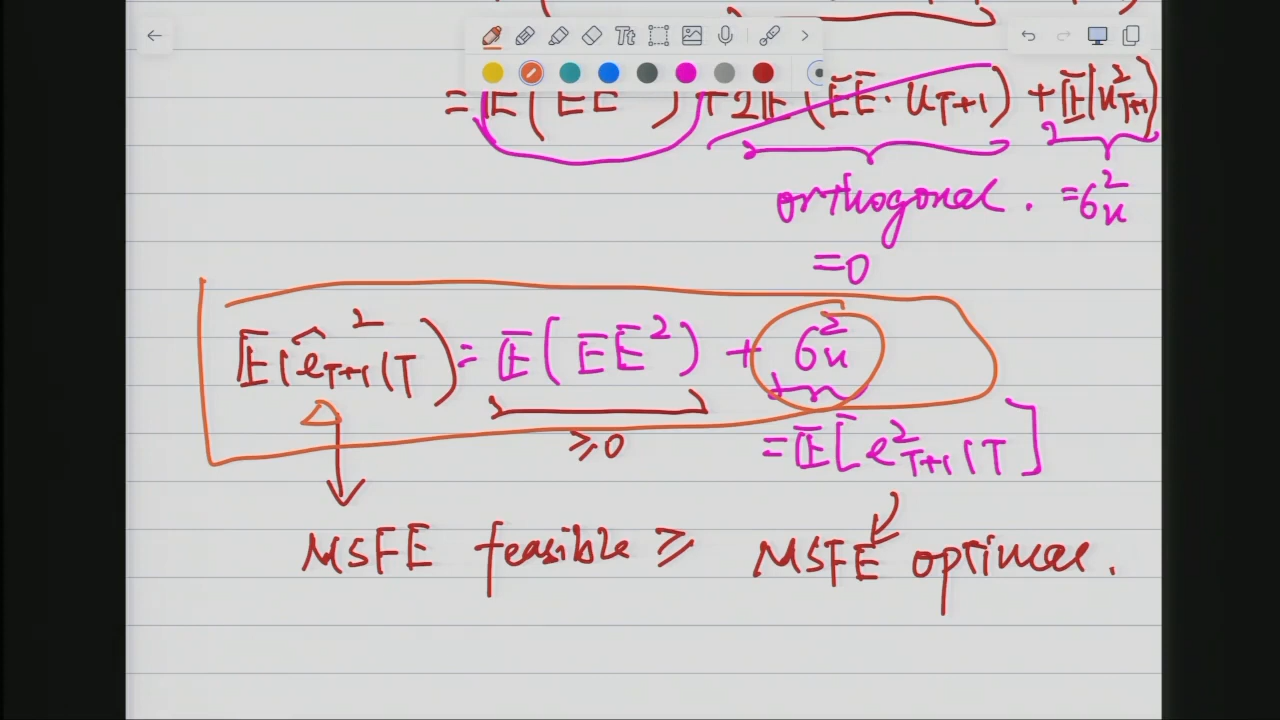 = 𝔼(EE²) + 2𝔼(EE · u_{T+1}) + 𝔼(u²_{T+1})
orthogonal. = σ²_u
= 0
𝔼(ê²_{T+1|T}) = 𝔼(EE²) + σ²_u
≥ 0 = 𝔼[e²_{T+1|T}]
MSFE feasible ≥ MSFE optimal.